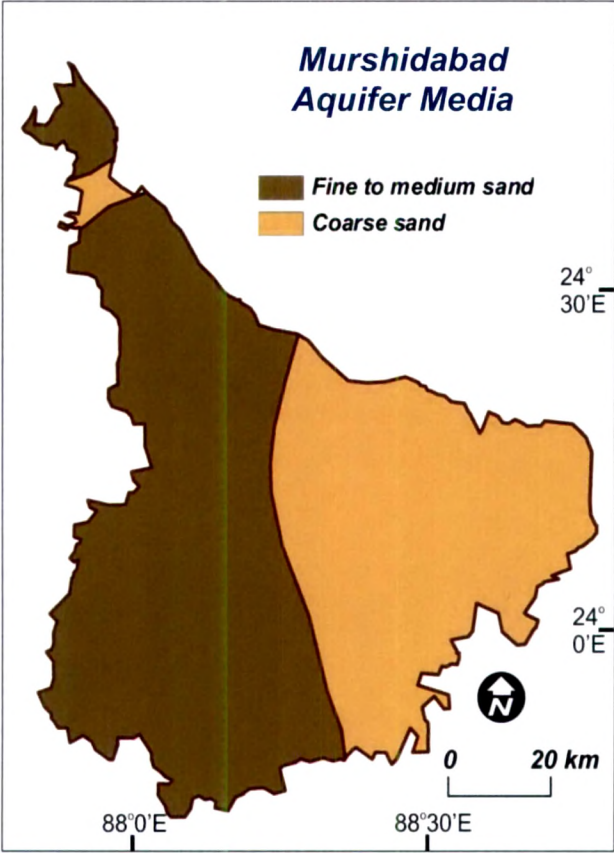 Murshidabad
Aquifer Media
Fine to medium sand
Coarse sand
24°
30'E
24°
0'E
N
0 20 km
88°0'E 88°30'E